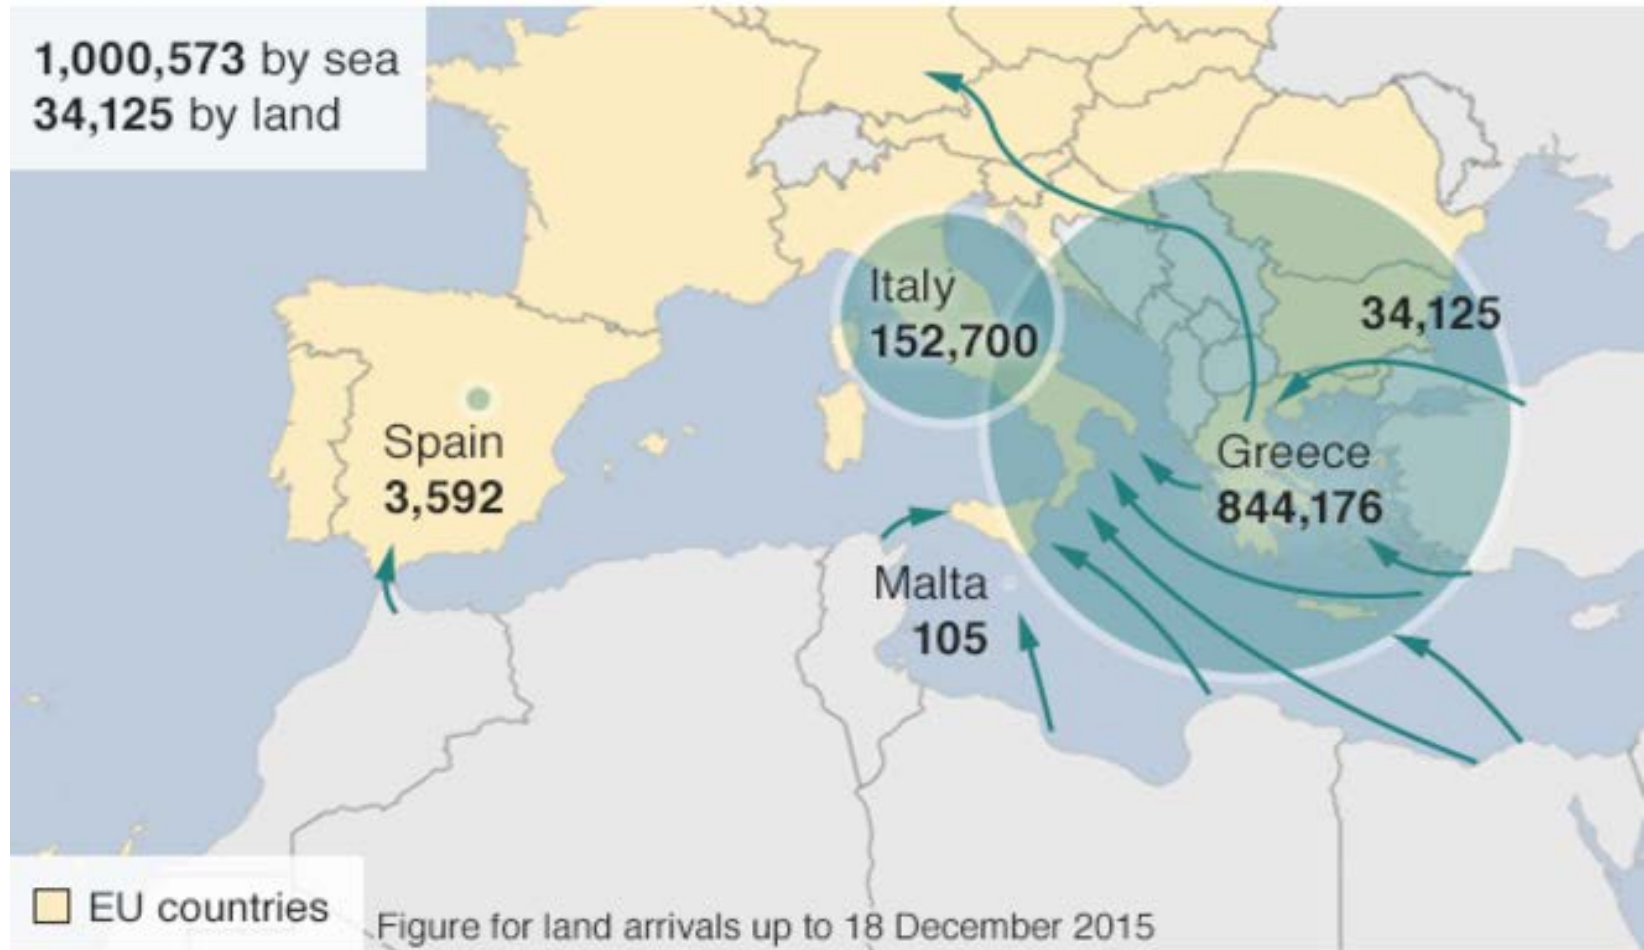 1,000,573 by sea
34,125 by land
Italy
152,700
34,125
Spain
3,592
Greece
844,176
Malta
105
EU countries
Figure for land arrivals up to 18 December 2015